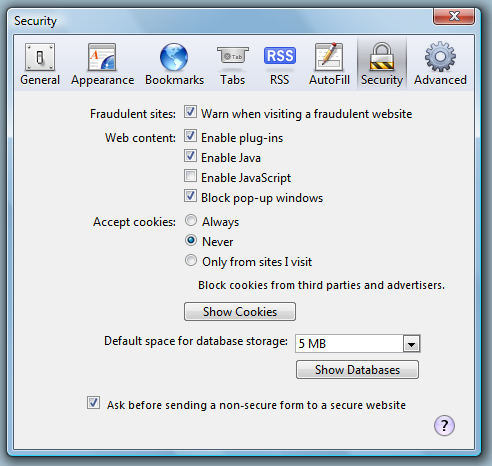 Security
Tab RSS
General Appearance Bookmarks Tabs RSS AutoFill Security Advanced
Fraudulent sites: Warn when visiting a fraudulent website
Web content: Enable plug-ins
Enable Java
Enable JavaScript
Block pop-up windows
Accept cookies: Always
Never
Only from sites I visit
Block cookies from third parties and advertisers.
Show Cookies
Default space for database storage: 5 MB
Show Databases
Ask before sending a non-secure form to a secure website
?